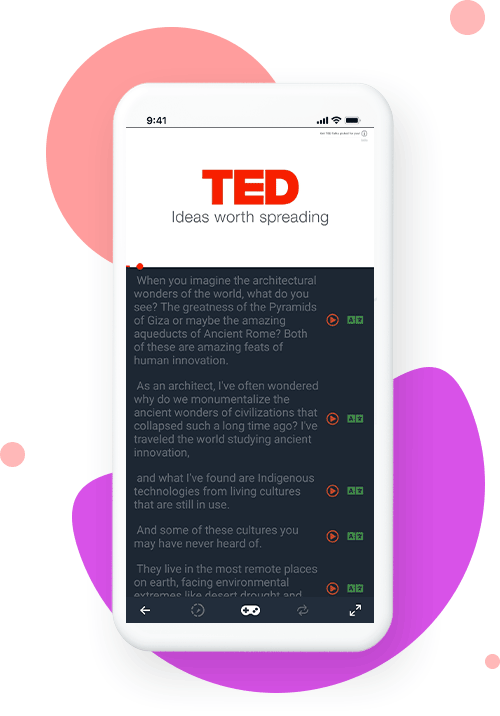 9:41
TED
Ideas worth spreading
When you imagine the architectural
wonders of the world, what do you
see? The greatness of the Pyramids
of Giza or maybe the amazing
aqueducts of Ancient Rome? Both
of these are amazing feats of
human innovation.
As an architect, I've often wondered
why do we monumentalize the
ancient wonders of civilizations that
collapsed such a long time ago? I've
traveled the world studying ancient
innovation,
and what I've found are Indigenous
technologies from living cultures
that are still in use.
And some of these cultures you
may have never heard of.
They live in the most remote places
on earth, facing environmental
extremes like desert drought and